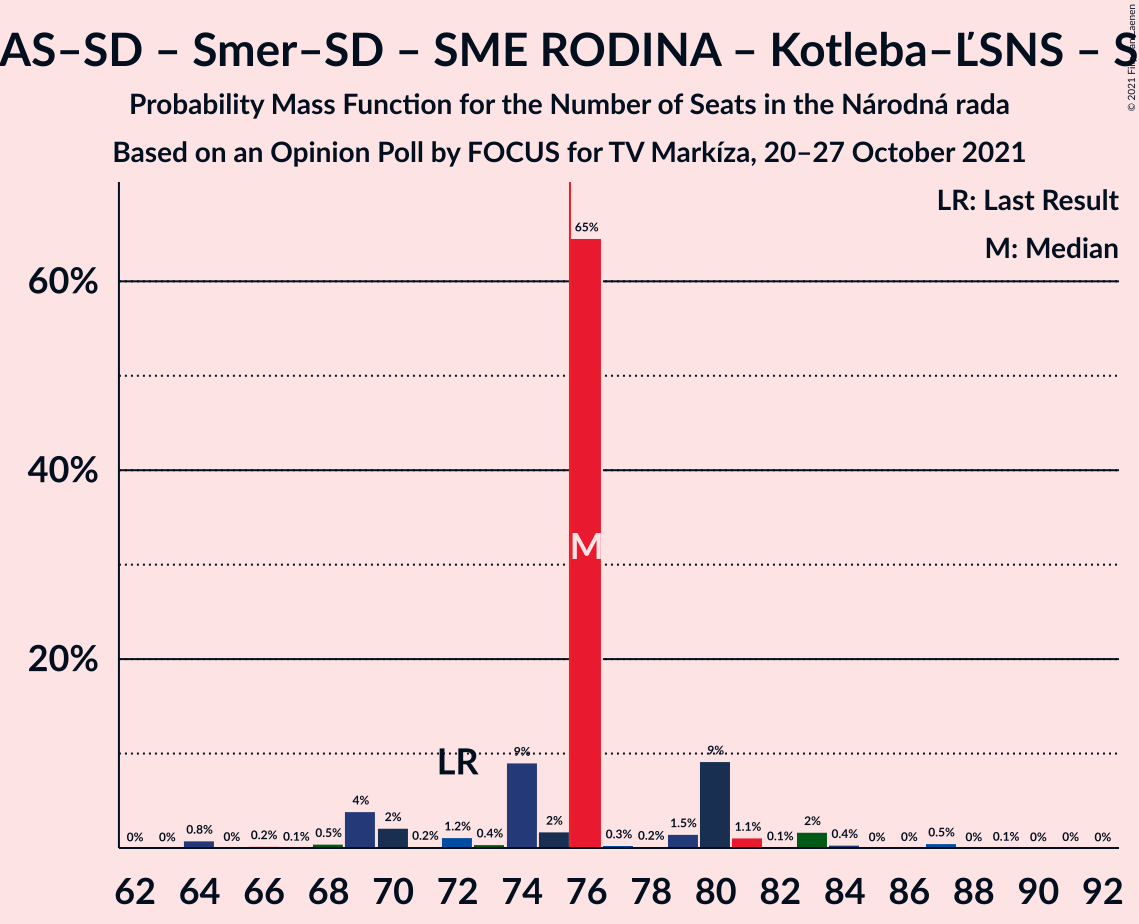 AS–SD – Smer–SD – SME RODINA – Kotleba–ĽSNS – S
Probability Mass Function for the Number of Seats in the Národná rada
Based on an Opinion Poll by FOCUS for TV Markíza, 20–27 October 2021
LR: Last Result
M: Median
60%
40%
20%
LR
M
0% 0% 0.8% 0% 0.2% 0.1% 0.5% 4% 2% 0.2% 1.2% 0.4% 9% 2% 65% 0.3% 0.2% 1.5% 9% 1.1% 0.1% 2% 0.4% 0% 0% 0.5% 0% 0.1% 0% 0% 0%
62 64 66 68 70 72 74 76 78 80 82 84 86 88 90 92
© 2021